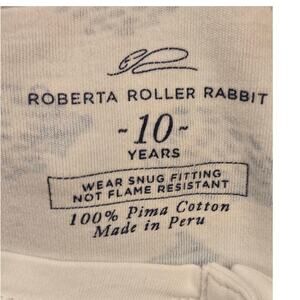 ROBERTA ROLLER RABBIT
-10-
YEARS
WEAR SNUG FITTING
NOT FLAME RESISTANT
100% Pima Cotton
Made in Peru